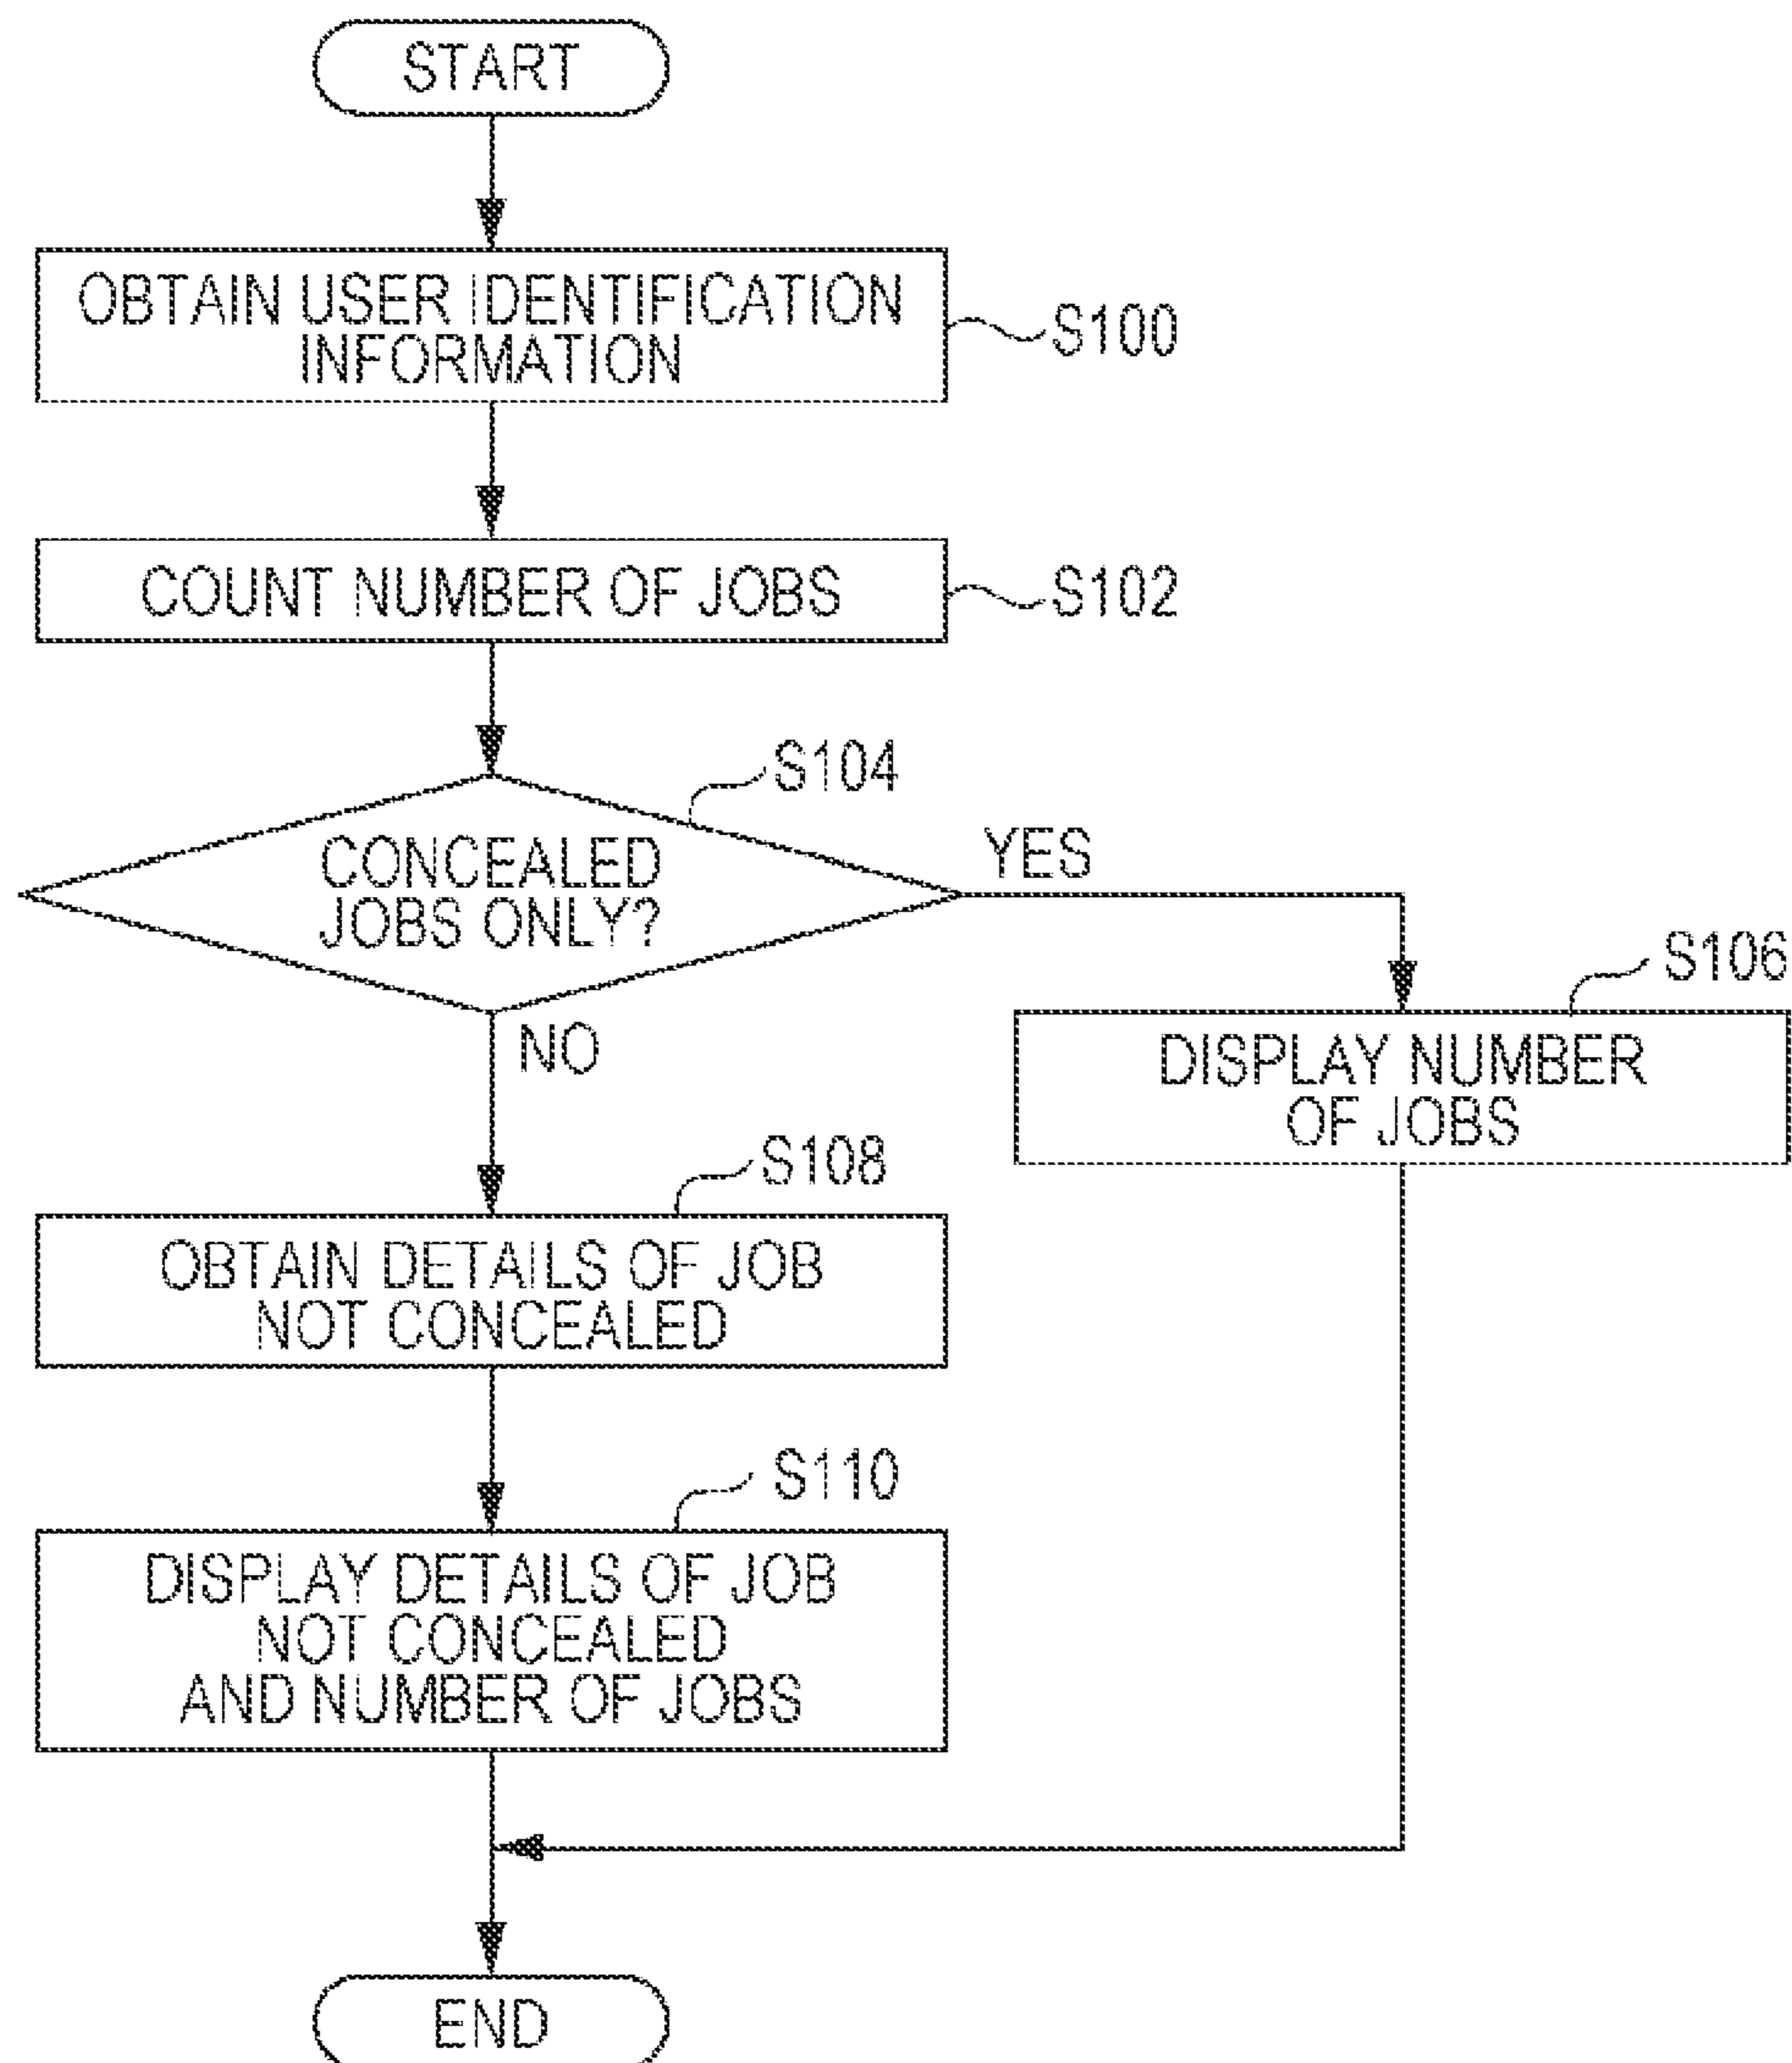 START
OBTAIN USER IDENTIFICATION
INFORMATION
S100
COUNT NUMBER OF JOBS
S102
S104
CONCEALED
JOBS ONLY?
YES
S106
DISPLAY NUMBER
OF JOBS
NO
S108
OBTAIN DETAILS OF JOB
NOT CONCEALED
S110
DISPLAY DETAILS OF JOB
NOT CONCEALED
AND NUMBER OF JOBS
END